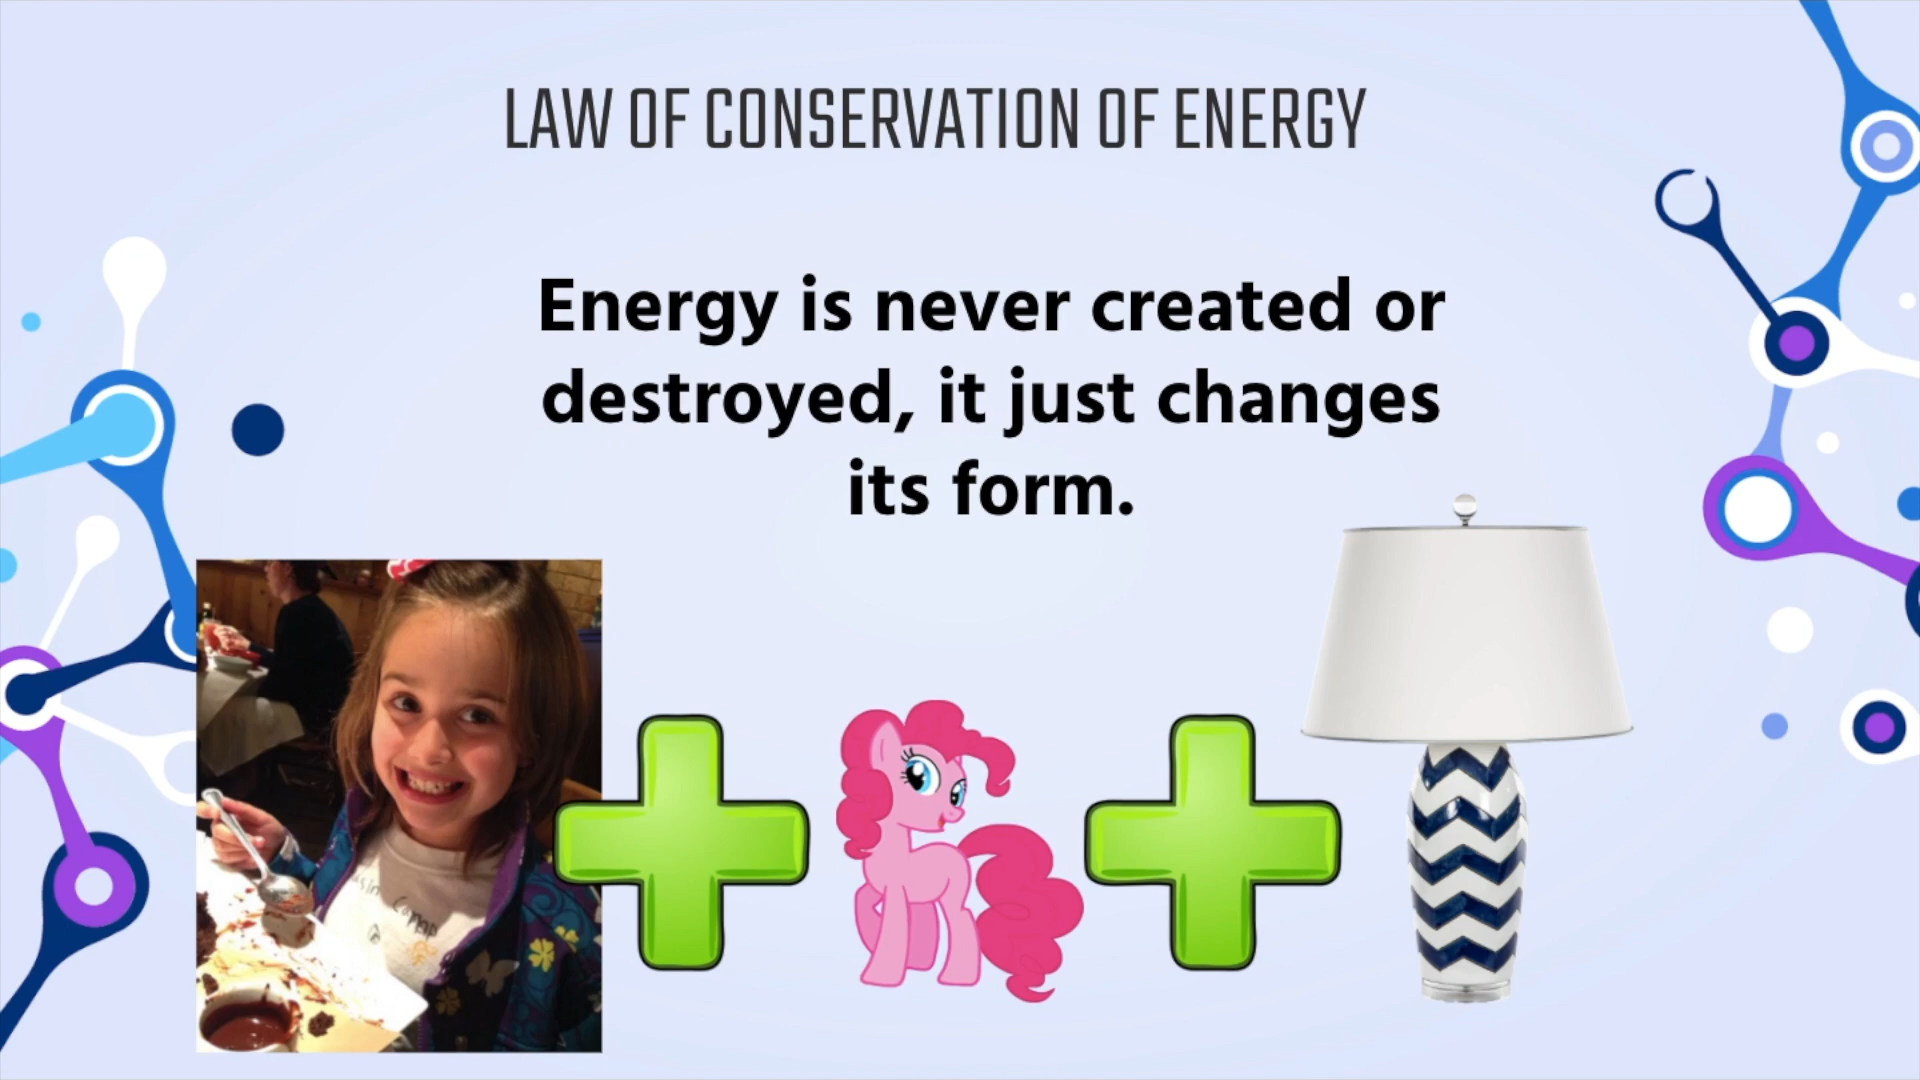 LAW OF CONSERVATION OF ENERGY
Energy is never created or
destroyed, it just changes
its form.